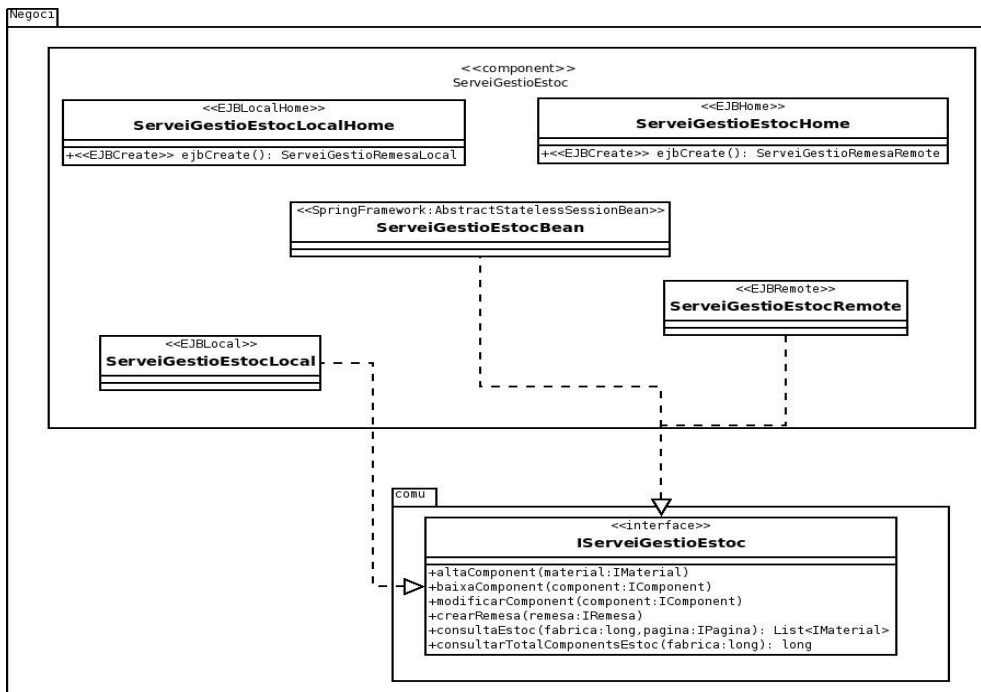 Negoci
<<component>>
ServeiGestioEstoc
<<EJBLocalHome>>
ServeiGestioEstocLocalHome
+<<EJBCreate>> ejbCreate(): ServeiGestioRemesaLocal
<<EJBHome>>
ServeiGestioEstocHome
+<<EJBCreate>> ejbCreate(): ServeiGestioRemesaRemote
<<SpringFramework:AbstractStatelessSessionBean>>
ServeiGestioEstocBean
<<EJBRemote>>
ServeiGestioEstocRemote
<<EJBLocal>>
ServeiGestioEstocLocal
comu
<<interface>>
IServeiGestioEstoc
+altaComponent(material:IMaterial)
+baixaComponent(component:IComponent)
+modificarComponent(component:IComponent)
+crearRemesa(remesa:IRemesa)
+consultaEstoc(fabrica:long,pagina:IPagina): List<IMaterial>
+consultarTotalComponentsEstoc(fabrica:long): long